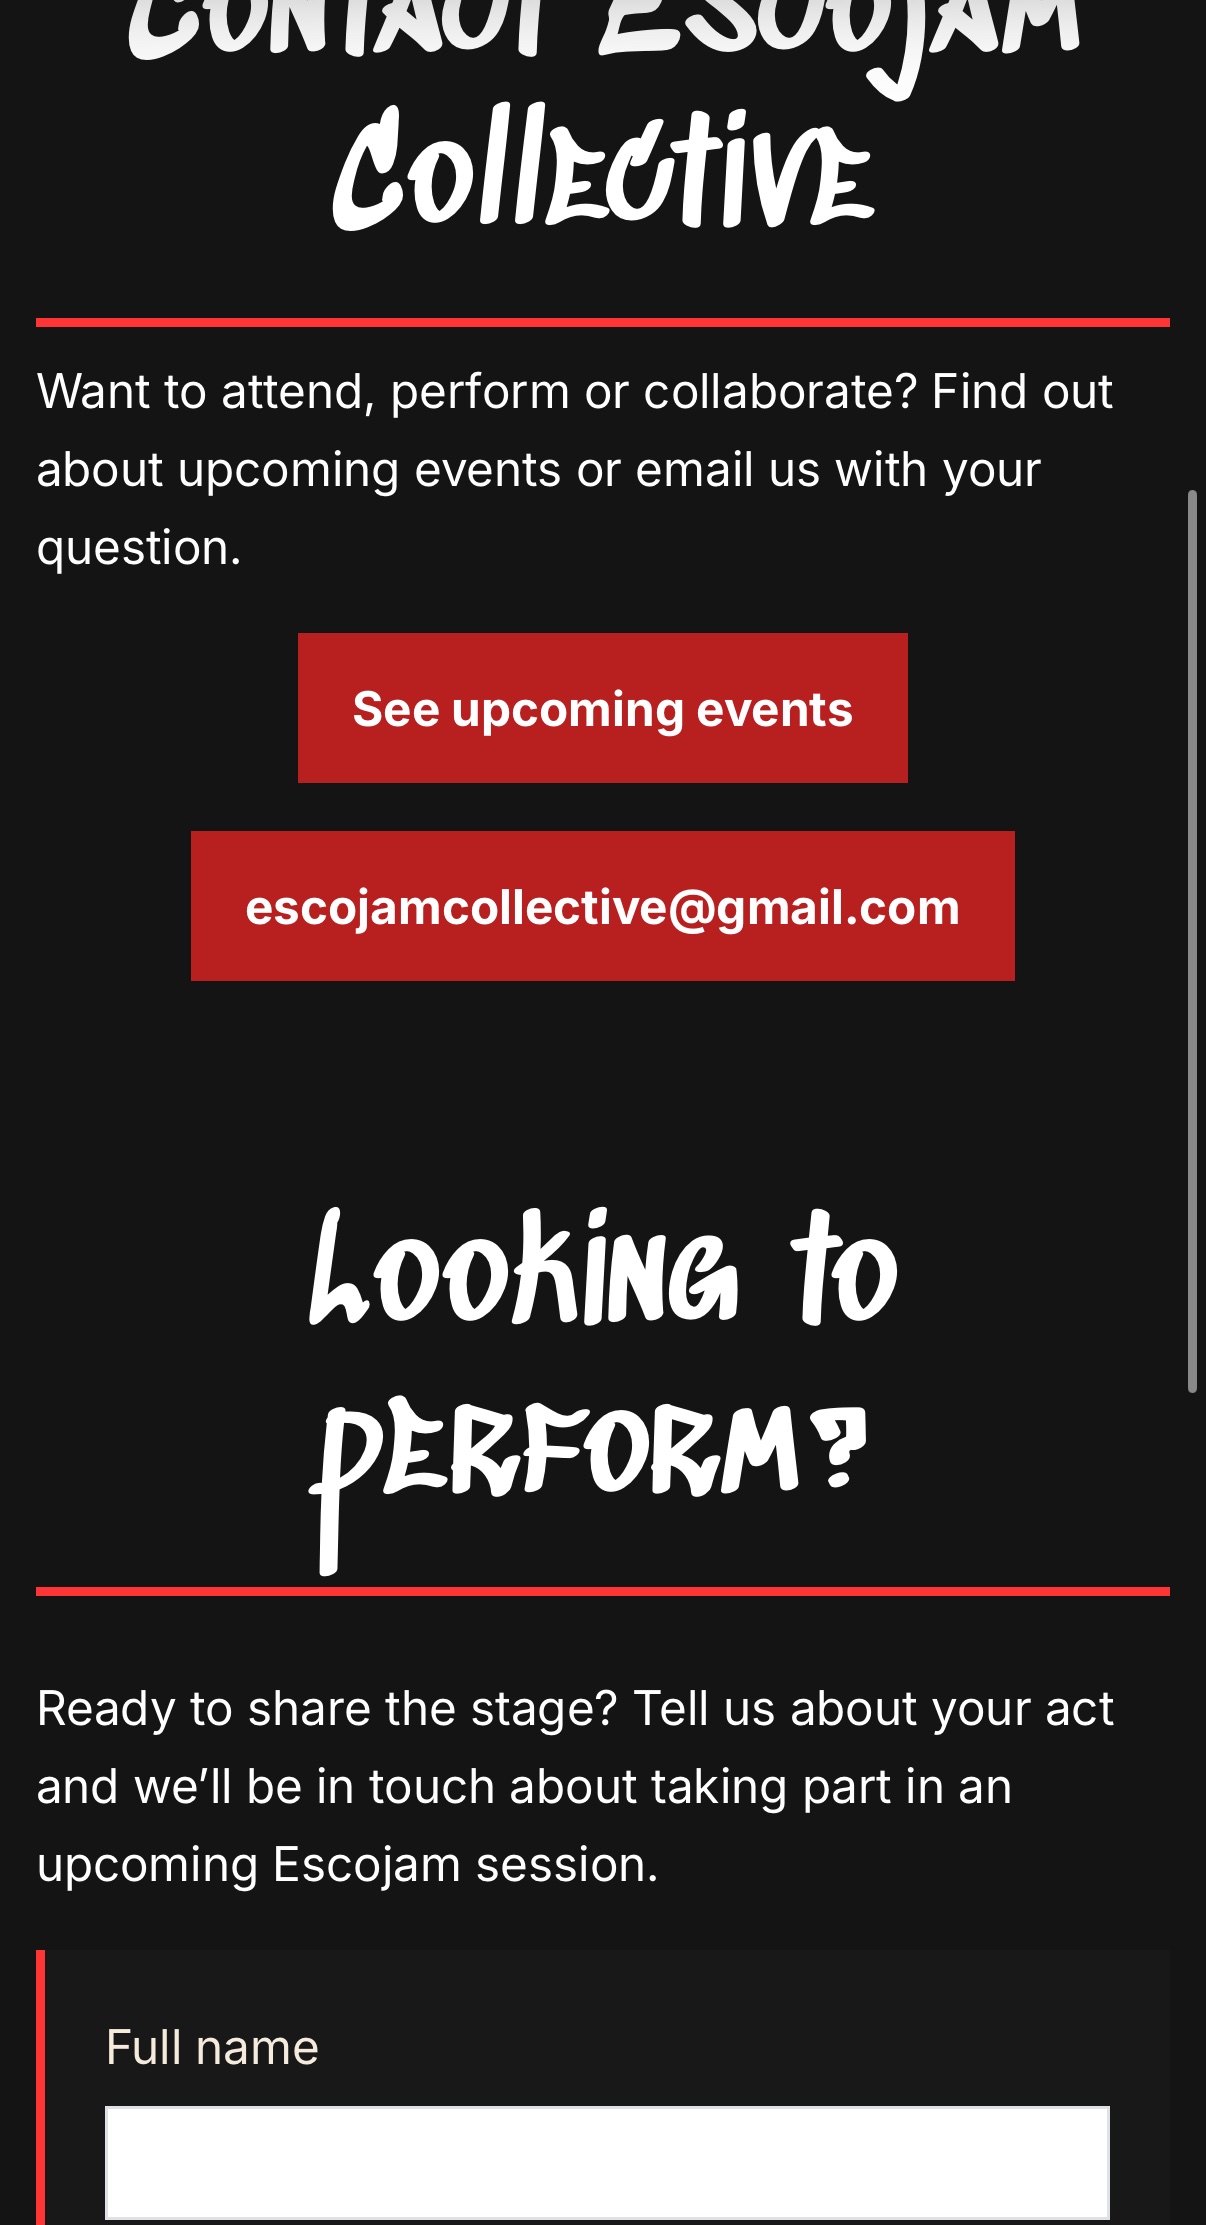 Contact Escojam
Collective
Want to attend, perform or collaborate? Find out
about upcoming events or email us with your
question.
See upcoming events
escojamcollective@gmail.com
Looking to
perform?
Ready to share the stage? Tell us about your act
and we’ll be in touch about taking part in an
upcoming Escojam session.
Full name